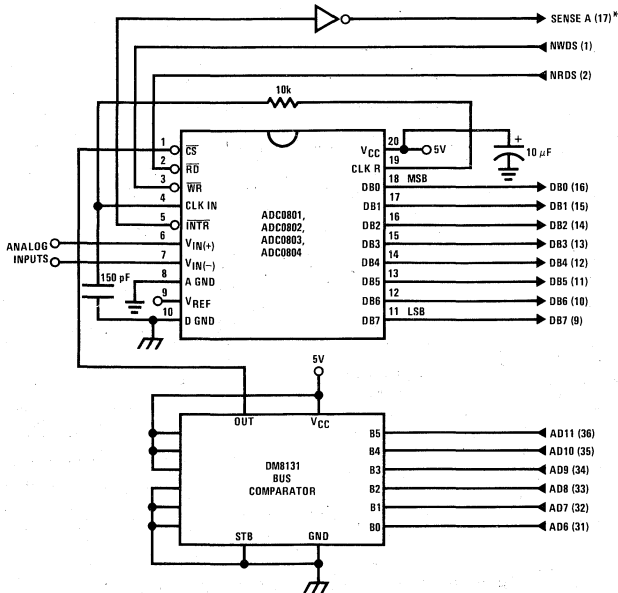 SENSE A (17)*
NWDS (1)
NRDS (2)
10k
1 CS
2 RD
3 WR
4 CLK IN
5 INTR
6 VIN(+)
7 VIN(−)
8 A GND
9 VREF
10 D GND
ANALOG
INPUTS
150 pF
ADC0801,
ADC0802,
ADC0803,
ADC0804
VCC 20
5V
+
10 µF
CLK R 19
DB0 18 MSB
DB1 17
DB2 16
DB3 15
DB4 14
DB5 13
DB6 12
DB7 11 LSB
DB0 (16)
DB1 (15)
DB2 (14)
DB3 (13)
DB4 (12)
DB5 (11)
DB6 (10)
DB7 (9)
5V
OUT
VCC
DM8131
BUS
COMPARATOR
STB
GND
B5
B4
B3
B2
B1
B0
AD11 (36)
AD10 (35)
AD9 (34)
AD8 (33)
AD7 (32)
AD6 (31)